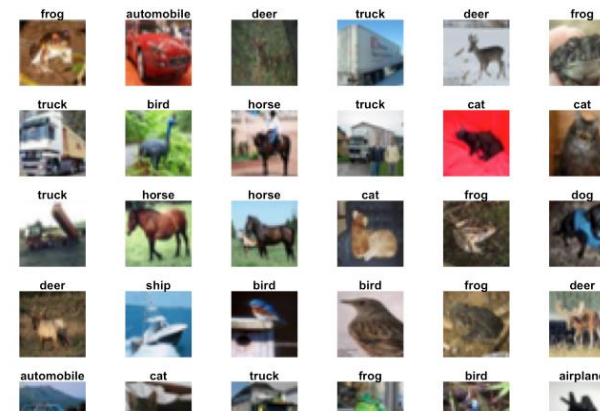 frog automobile deer truck deer frog
truck bird horse truck cat cat
truck horse horse cat frog dog
deer ship bird bird frog deer
automobile cat truck frog bird airplane